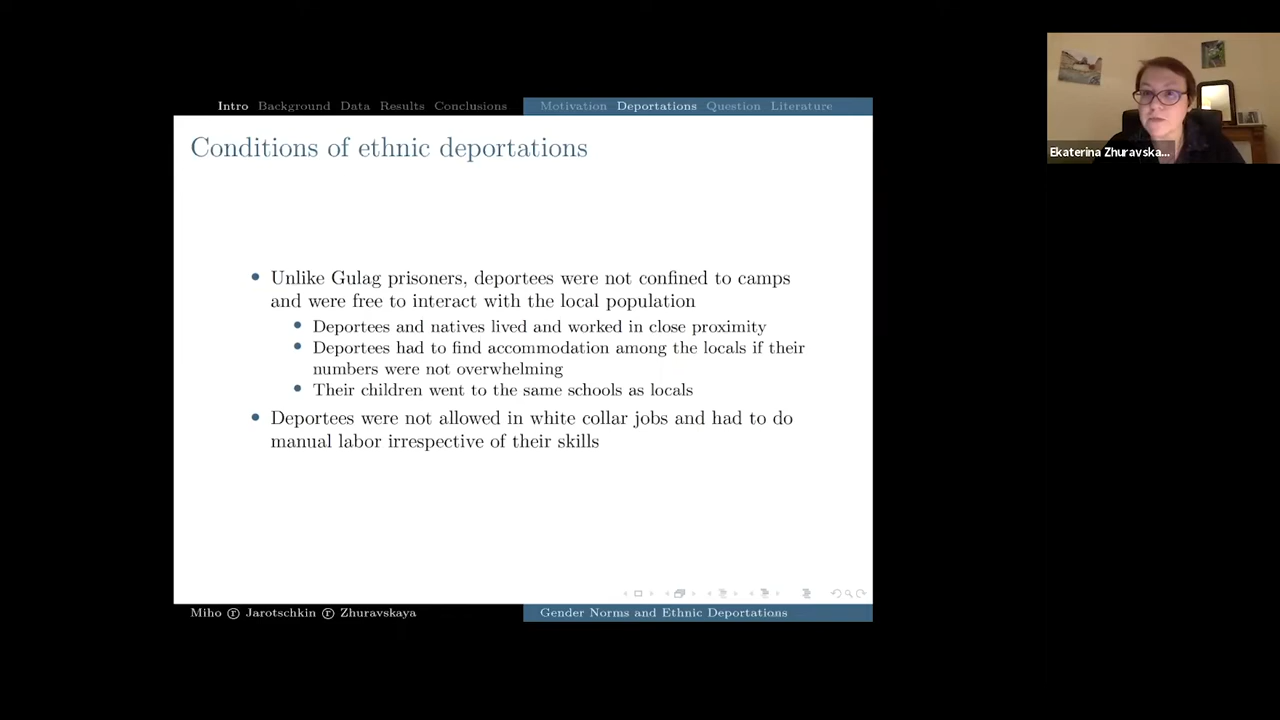 Intro Background Data Results Conclusions
Motivation Deportations Question Literature
Conditions of ethnic deportations
Unlike Gulag prisoners, deportees were not confined to camps
and were free to interact with the local population
Deportees and natives lived and worked in close proximity
Deportees had to find accommodation among the locals if their
numbers were not overwhelming
Their children went to the same schools as locals
Deportees were not allowed in white collar jobs and had to do
manual labor irrespective of their skills
Miho ⓡ Jarotschkin ⓡ Zhuravskaya
Gender Norms and Ethnic Deportations
Ekaterina Zhuravska...